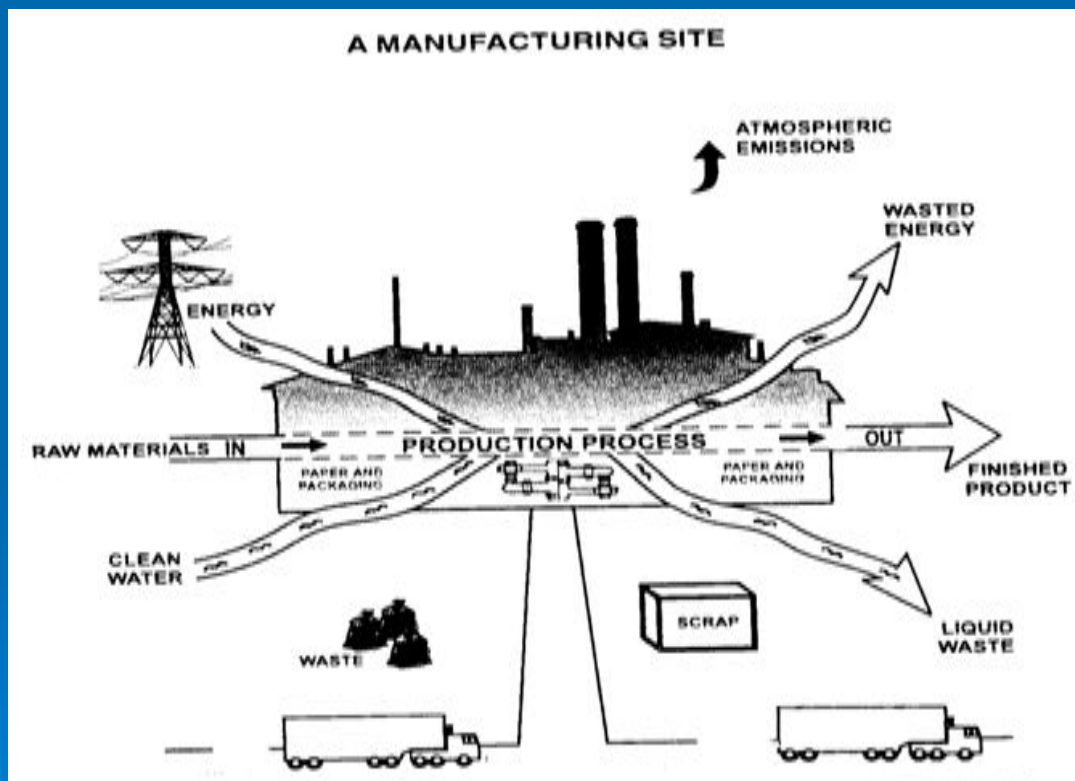 A MANUFACTURING SITE
ATMOSPHERIC
EMISSIONS
WASTED
ENERGY
ENERGY
RAW MATERIALS IN
PRODUCTION PROCESS
OUT
PAPER AND
PACKAGING
PAPER AND
PACKAGING
FINISHED
PRODUCT
CLEAN
WATER
SCRAP
WASTE
LIQUID
WASTE